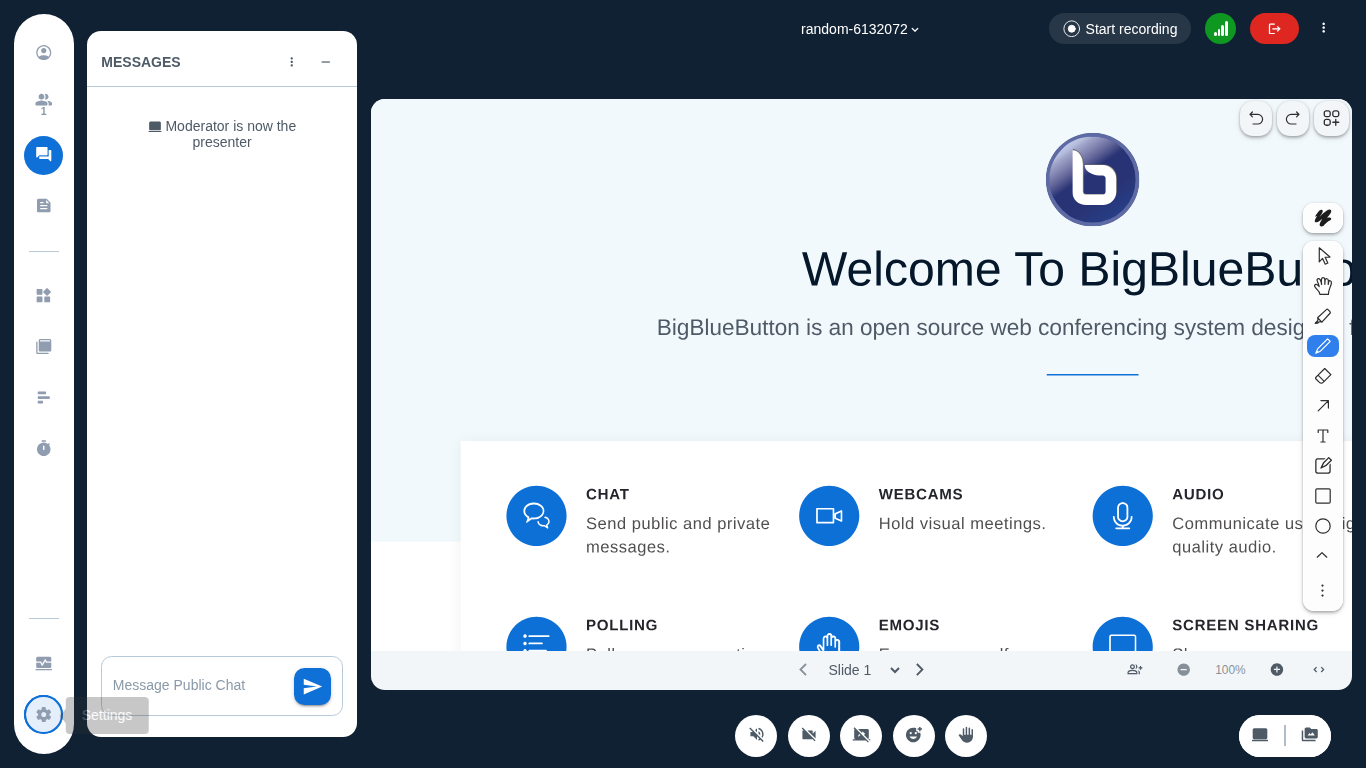 random-6132072
Start recording
1
MESSAGES
Moderator is now the
presenter
Message Public Chat
Settings
Welcome To BigBlueBu
BigBlueButton is an open source web conferencing system desig
CHAT
Send public and private
messages.
WEBCAMS
Hold visual meetings.
AUDIO
Communicate us
quality audio.
POLLING
EMOJIS
SCREEN SHARING
Slide 1
100%